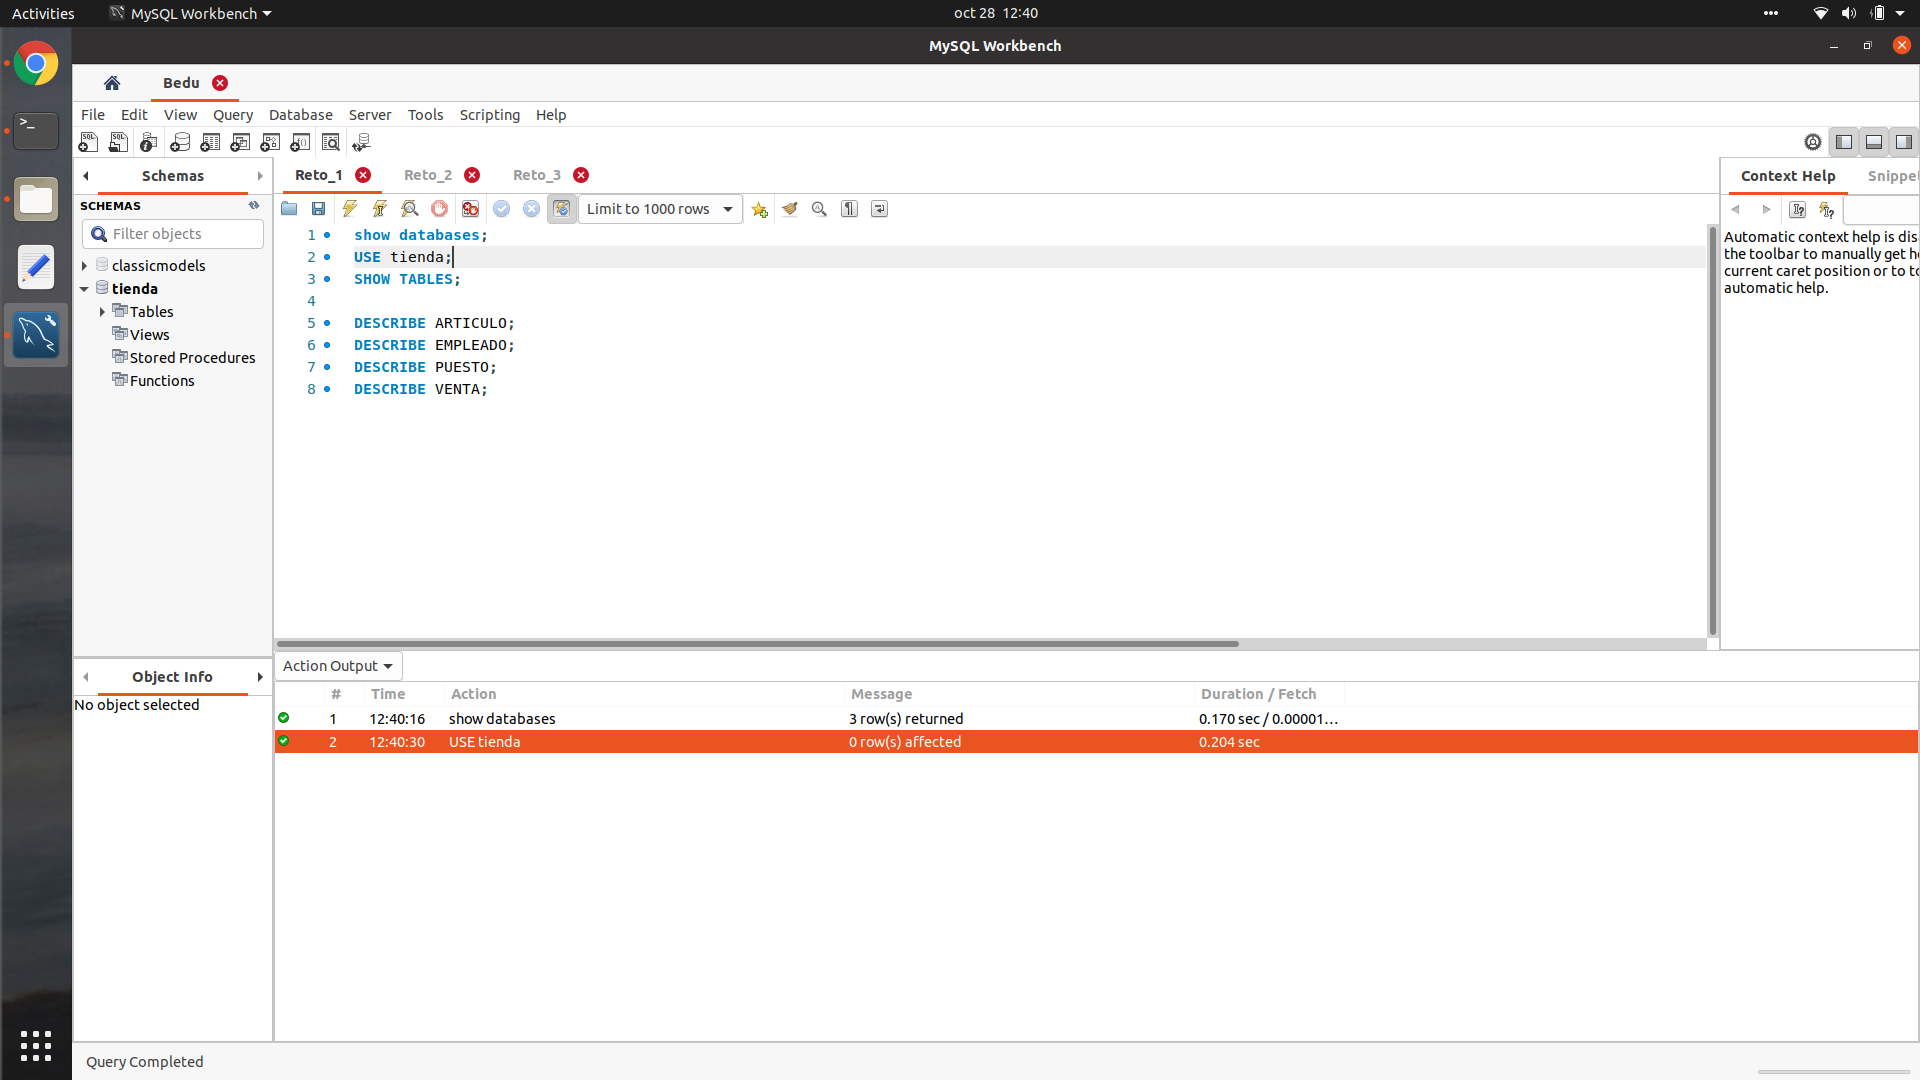 Activities MySQL Workbench oct 28 12:40
MySQL Workbench
Bedu
File Edit View Query Database Server Tools Scripting Help
Schemas Reto_1 Reto_2 Reto_3 Context Help Snippet
SCHEMAS Limit to 1000 rows
Filter objects
classicmodels
tienda
Tables
Views
Stored Procedures
Functions
1 show databases;
2 USE tienda;
3 SHOW TABLES;
4
5 DESCRIBE ARTICULO;
6 DESCRIBE EMPLEADO;
7 DESCRIBE PUESTO;
8 DESCRIBE VENTA;
Automatic context help is dis
the toolbar to manually get h
current caret position or to to
automatic help.
Object Info
No object selected
Action Output
# Time Action Message Duration / Fetch
1 12:40:16 show databases 3 row(s) returned 0.170 sec / 0.00001...
2 12:40:30 USE tienda 0 row(s) affected 0.204 sec
Query Completed